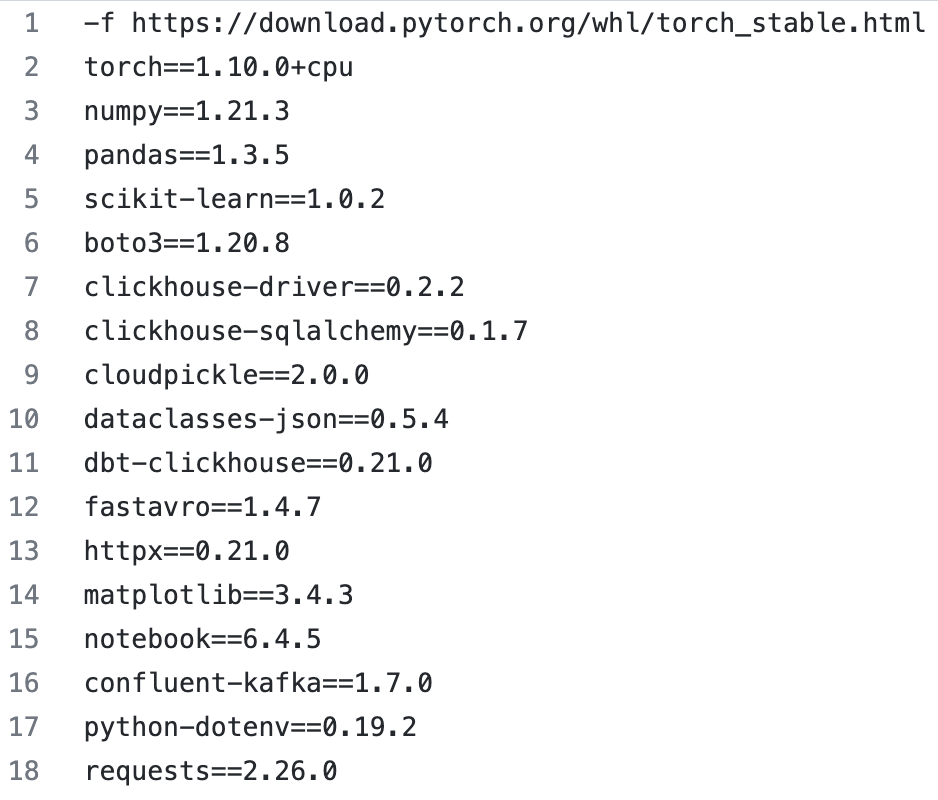 1 -f https://download.pytorch.org/whl/torch_stable.html
2 torch==1.10.0+cpu
3 numpy==1.21.3
4 pandas==1.3.5
5 scikit-learn==1.0.2
6 boto3==1.20.8
7 clickhouse-driver==0.2.2
8 clickhouse-sqlalchemy==0.1.7
9 cloudpickle==2.0.0
10 dataclasses-json==0.5.4
11 dbt-clickhouse==0.21.0
12 fastavro==1.4.7
13 httpx==0.21.0
14 matplotlib==3.4.3
15 notebook==6.4.5
16 confluent-kafka==1.7.0
17 python-dotenv==0.19.2
18 requests==2.26.0